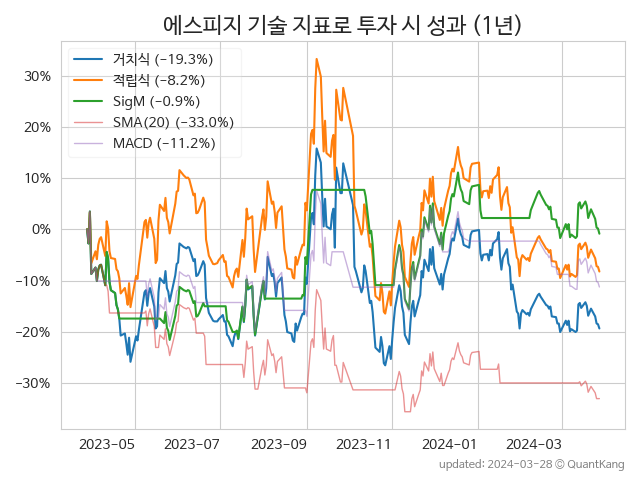 에스피지 기술 지표로 투자 시 성과 (1년)
거치식 (−19.3%)
적립식 (−8.2%)
SigM (−0.9%)
SMA(20) (−33.0%)
MACD (−11.2%)
30%
20%
10%
0%
−10%
−20%
−30%
2023-05 2023-07 2023-09 2023-11 2024-01 2024-03
updated: 2024-03-28 © QuantKang